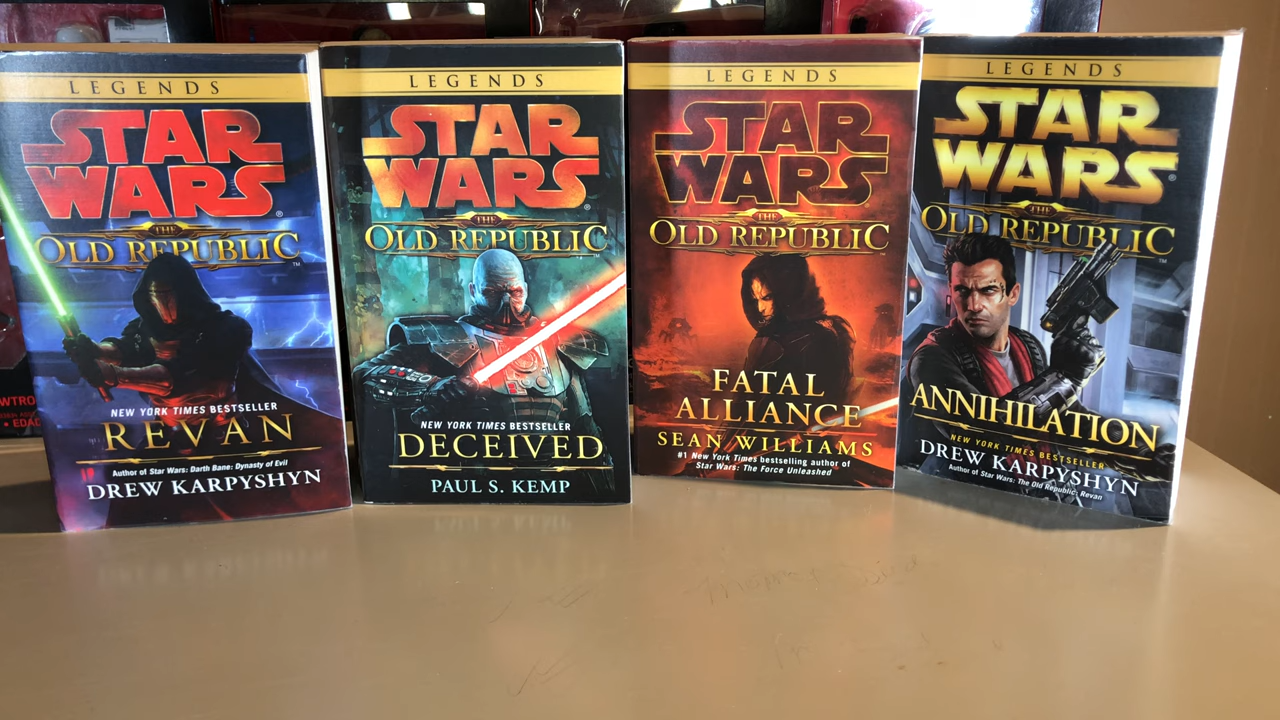 LEGENDS
STAR
WARS
THE
OLD REPUBLIC
NEW YORK TIMES BESTSELLER
REVAN
Author of Star Wars: Darth Bane: Dynasty of Evil
DREW KARPYSHYN
LEGENDS
STAR
WARS
THE
OLD REPUBLIC
NEW YORK TIMES BESTSELLER
DECEIVED
PAUL S. KEMP
LEGENDS
STAR
WARS
THE
OLD REPUBLIC
FATAL
ALLIANCE
SEAN WILLIAMS
#1 New York Times bestselling author of
Star Wars: The Force Unleashed
LEGENDS
STAR
WARS
THE
OLD REPUBLIC
ANNIHILATION
NEW YORK TIMES BESTSELLER
DREW KARPYSHYN
Author of Star Wars: The Old Republic: Revan